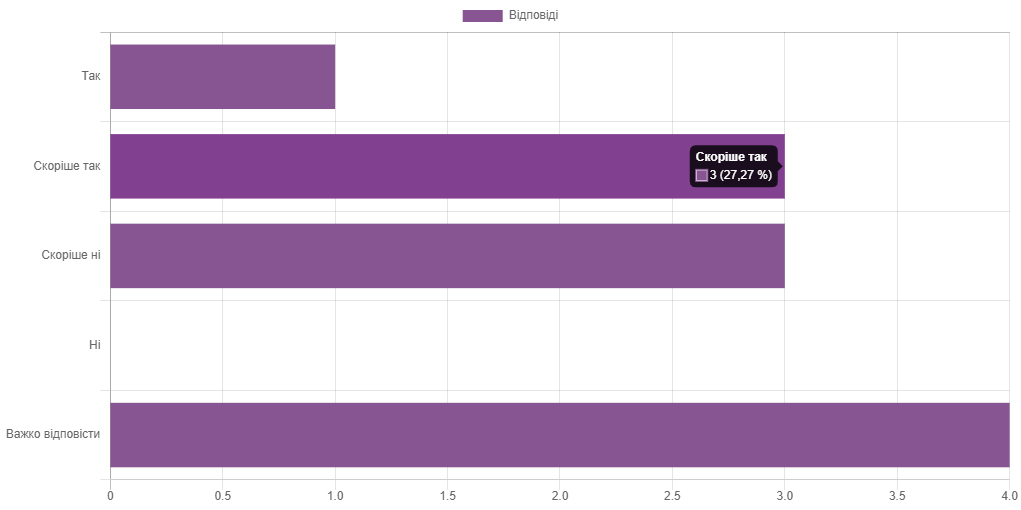 Відповіді
Так
Скоріше так
Скоріше так
3 (27,27 %)
Скоріше ні
Ні
Важко відповісти
0 0.5 1.0 1.5 2.0 2.5 3.0 3.5 4.0